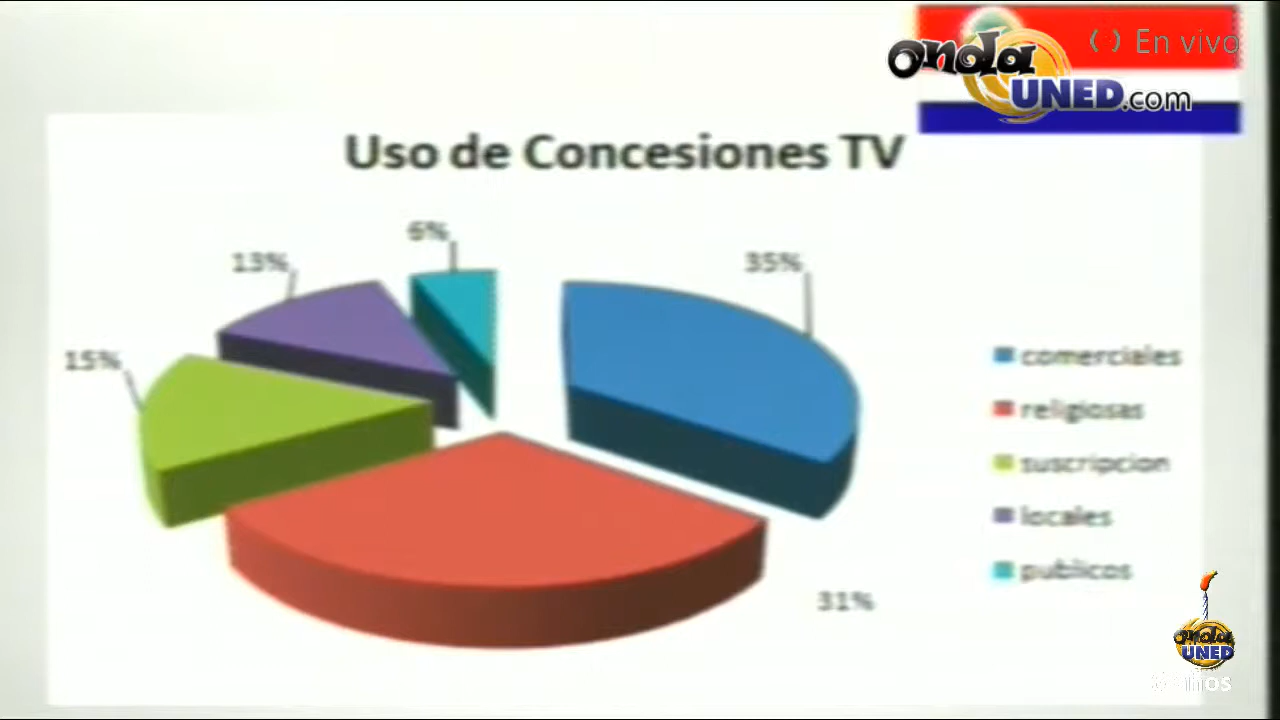 En vivo
onda
UNED.com
Uso de Concesiones TV
6%
13%
35%
15%
31%
comerciales
religiosas
suscripcion
locales
publicos
onda
UNED
años